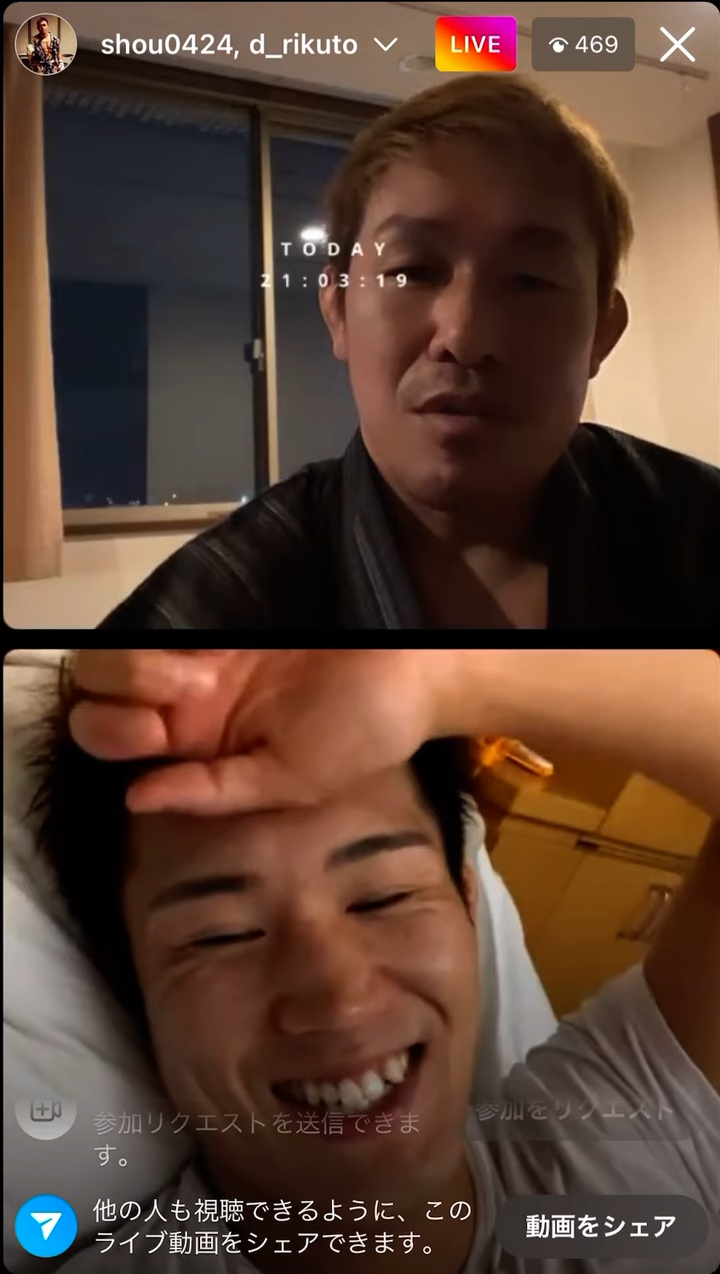 shou0424, d_rikuto
LIVE
469
TODAY
21:03:19
参加リクエストを送信できま
す。
参加をリクエスト
他の人も視聴できるように、この
ライブ動画をシェアできます。
動画をシェア